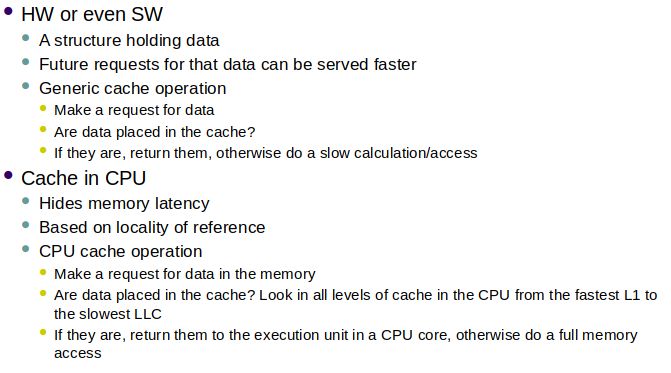 HW or even SW
A structure holding data
Future requests for that data can be served faster
Generic cache operation
Make a request for data
Are data placed in the cache?
If they are, return them, otherwise do a slow calculation/access
Cache in CPU
Hides memory latency
Based on locality of reference
CPU cache operation
Make a request for data in the memory
Are data placed in the cache? Look in all levels of cache in the CPU from the fastest L1 to
the slowest LLC
If they are, return them to the execution unit in a CPU core, otherwise do a full memory
access